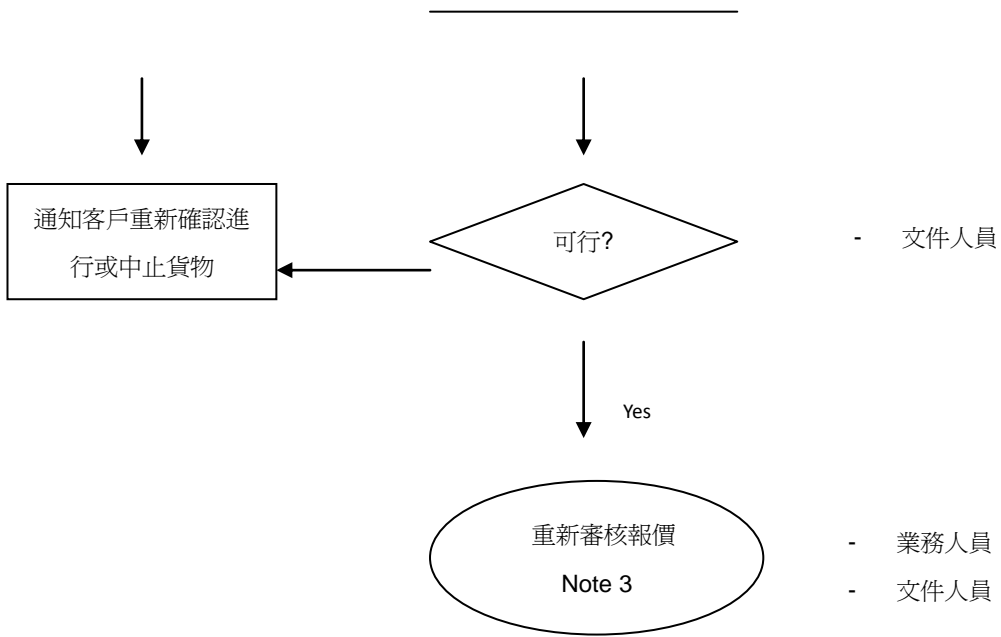 通知客戶重新確認進
行或中止貨物
可行?
- 文件人員
Yes
重新審核報價
Note 3
- 業務人員
- 文件人員